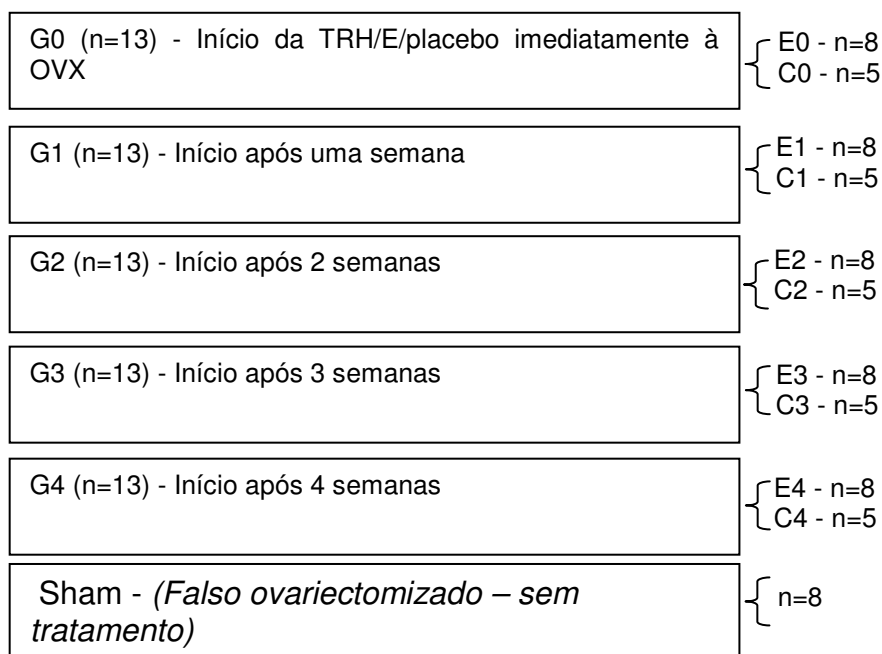 G0 (n=13) - Início da TRH/E/placebo imediatamente à
OVX
E0 - n=8
C0 - n=5
G1 (n=13) - Início após uma semana
E1 - n=8
C1 - n=5
G2 (n=13) - Início após 2 semanas
E2 - n=8
C2 - n=5
G3 (n=13) - Início após 3 semanas
E3 - n=8
C3 - n=5
G4 (n=13) - Início após 4 semanas
E4 - n=8
C4 - n=5
Sham - (Falso ovariectomizado – sem
tratamento)
n=8